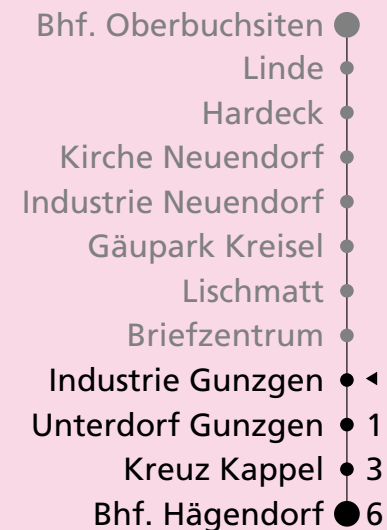 Bhf. Oberbuchsiten
Linde
Hardeck
Kirche Neuendorf
Industrie Neuendorf
Gäupark Kreisel
Lischmatt
Briefzentrum
Industrie Gunzgen
Unterdorf Gunzgen 1
Kreuz Kappel 3
Bhf. Hägendorf 6